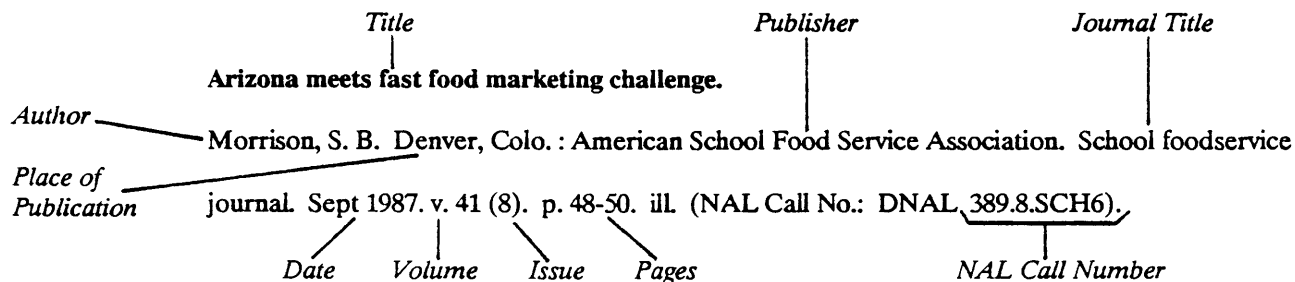 Title Publisher Journal Title
Arizona meets fast food marketing challenge.
Author
Morrison, S. B. Denver, Colo. : American School Food Service Association. School foodservice
Place of
Publication
journal. Sept 1987. v. 41 (8). p. 48-50. ill. (NAL Call No.: DNAL 389.8.SCH6).
Date Volume Issue Pages NAL Call Number